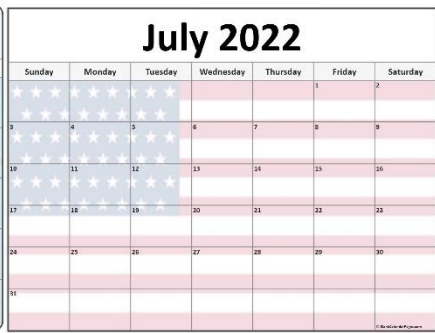 July 2022
Sunday Monday Tuesday Wednesday Thursday Friday Saturday
1 2
3 4 5 6 7 8 9
10 11 12 13 14 15 16
17 18 19 20 21 22 23
24 25 26 27 28 29 30
31